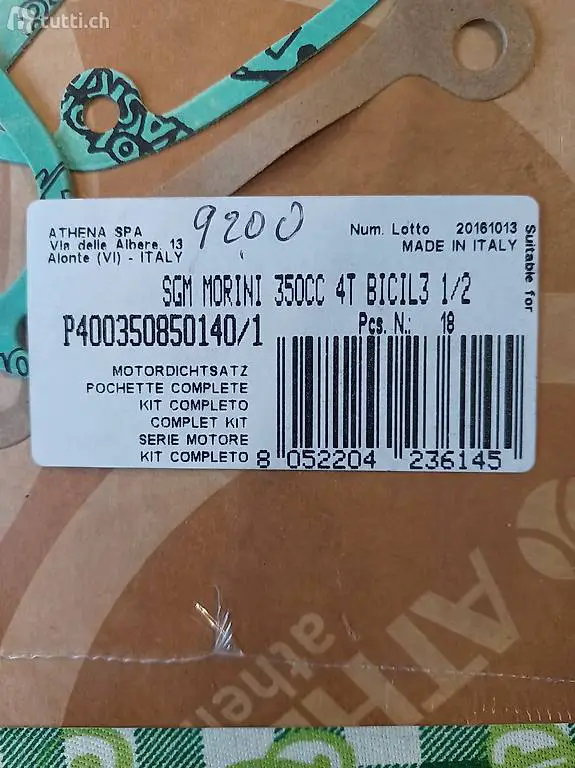 tutti.ch
ATHENA SPA
Via delle Albere, 13
Alonte (VI) - ITALY
9200
Num. Lotto 20161013
MADE IN ITALY
Suitable for
SGM MORINI 350CC 4T BICIL3 1/2
P400350850140/1
Pcs. N.: 18
MOTORDICHTSATZ
POCHETTE COMPLETE
KIT COMPLETO
COMPLET KIT
SERIE MOTORE
KIT COMPLETO
8 052204 236145
ATHE
athen